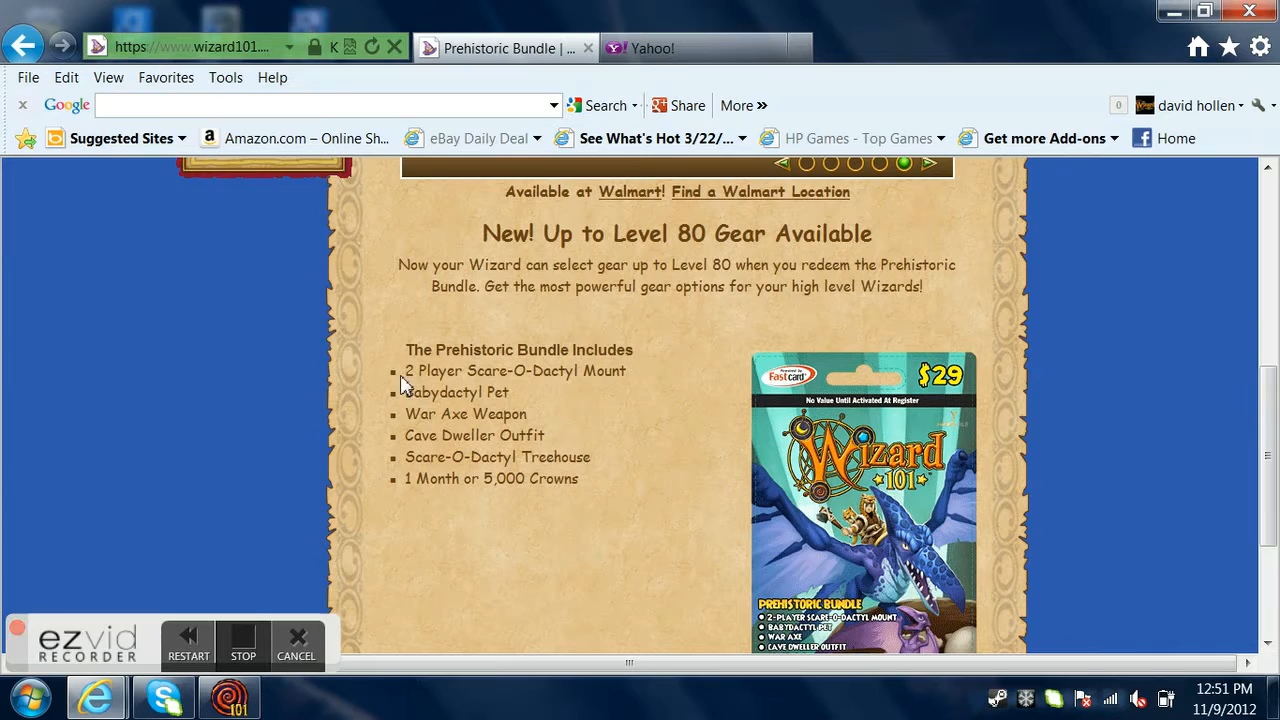 https://www.wizard101....
Prehistoric Bundle | ...
Yahoo!
File Edit View Favorites Tools Help
x Google Search Share More » 0 david hollen
Suggested Sites Amazon.com – Online Sh... eBay Daily Deal See What's Hot 3/22/... HP Games - Top Games Get more Add-ons Home
Available at Walmart! Find a Walmart Location
New! Up to Level 80 Gear Available
Now your Wizard can select gear up to Level 80 when you redeem the Prehistoric
Bundle. Get the most powerful gear options for your high level Wizards!
The Prehistoric Bundle Includes
2 Player Scare-O-Dactyl Mount
Babydactyl Pet
War Axe Weapon
Cave Dweller Outfit
Scare-O-Dactyl Treehouse
1 Month or 5,000 Crowns
Fastcard
$29
No Value Until Activated At Register
Wizard
101
PREHISTORIC BUNDLE
2-PLAYER SCARE-O-DACTYL MOUNT
BABYDACTYL PET
WAR AXE
CAVE DWELLER OUTFIT
ezvid
RECORDER
RESTART STOP CANCEL
101
12:51 PM
11/9/2012